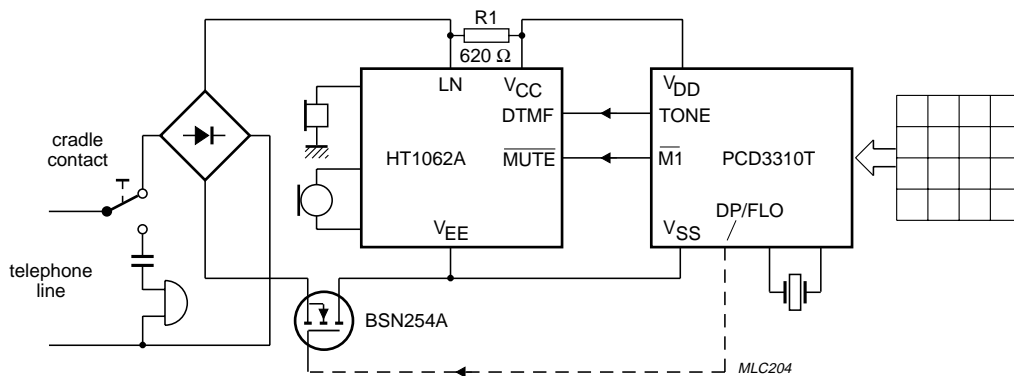 R1
620 Ω
LN
VCC
VDD
DTMF
TONE
HT1062A
MUTE
M1
PCD3310T
cradle
contact
VEE
VSS
DP/FLO
telephone
line
BSN254A
MLC204